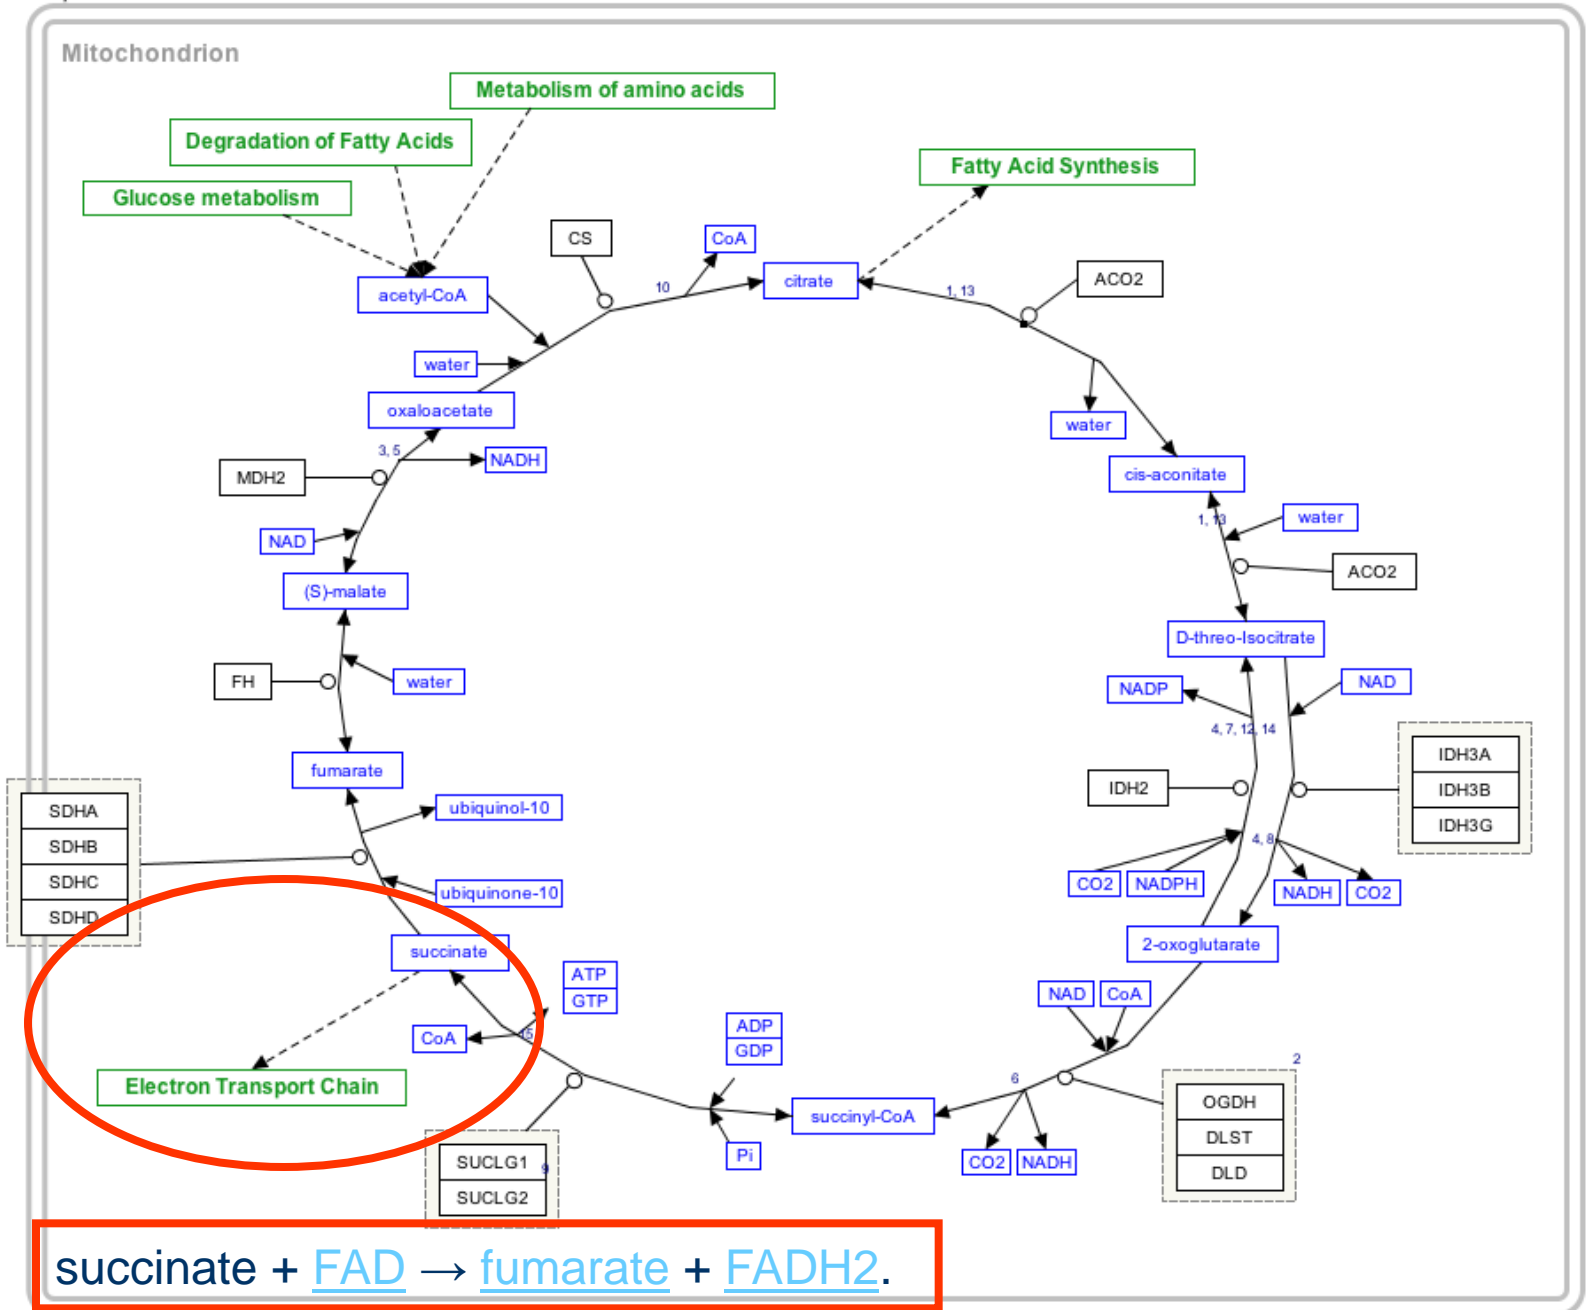 Mitochondrion
Metabolism of amino acids
Degradation of Fatty Acids
Fatty Acid Synthesis
Glucose metabolism
CS
CoA
citrate
ACO2
acetyl-CoA
10
1, 13
water
oxaloacetate
water
3, 5
NADH
MDH2
cis-aconitate
1, 13
water
NAD
ACO2
(S)-malate
D-threo-Isocitrate
FH
water
NADP
NAD
4, 7, 12, 14
fumarate
IDH3A
IDH3B
IDH3G
IDH2
SDHA
SDHB
SDHC
SDHD
ubiquinol-10
4, 8
ubiquinone-10
CO2
NADPH
NADH
CO2
succinate
2-oxoglutarate
ATP
GTP
NAD
CoA
CoA
15
ADP
GDP
2
6
Electron Transport Chain
succinyl-CoA
OGDH
DLST
DLD
Pi
CO2
NADH
SUCLG1
9
SUCLG2
succinate + FAD → fumarate + FADH2.